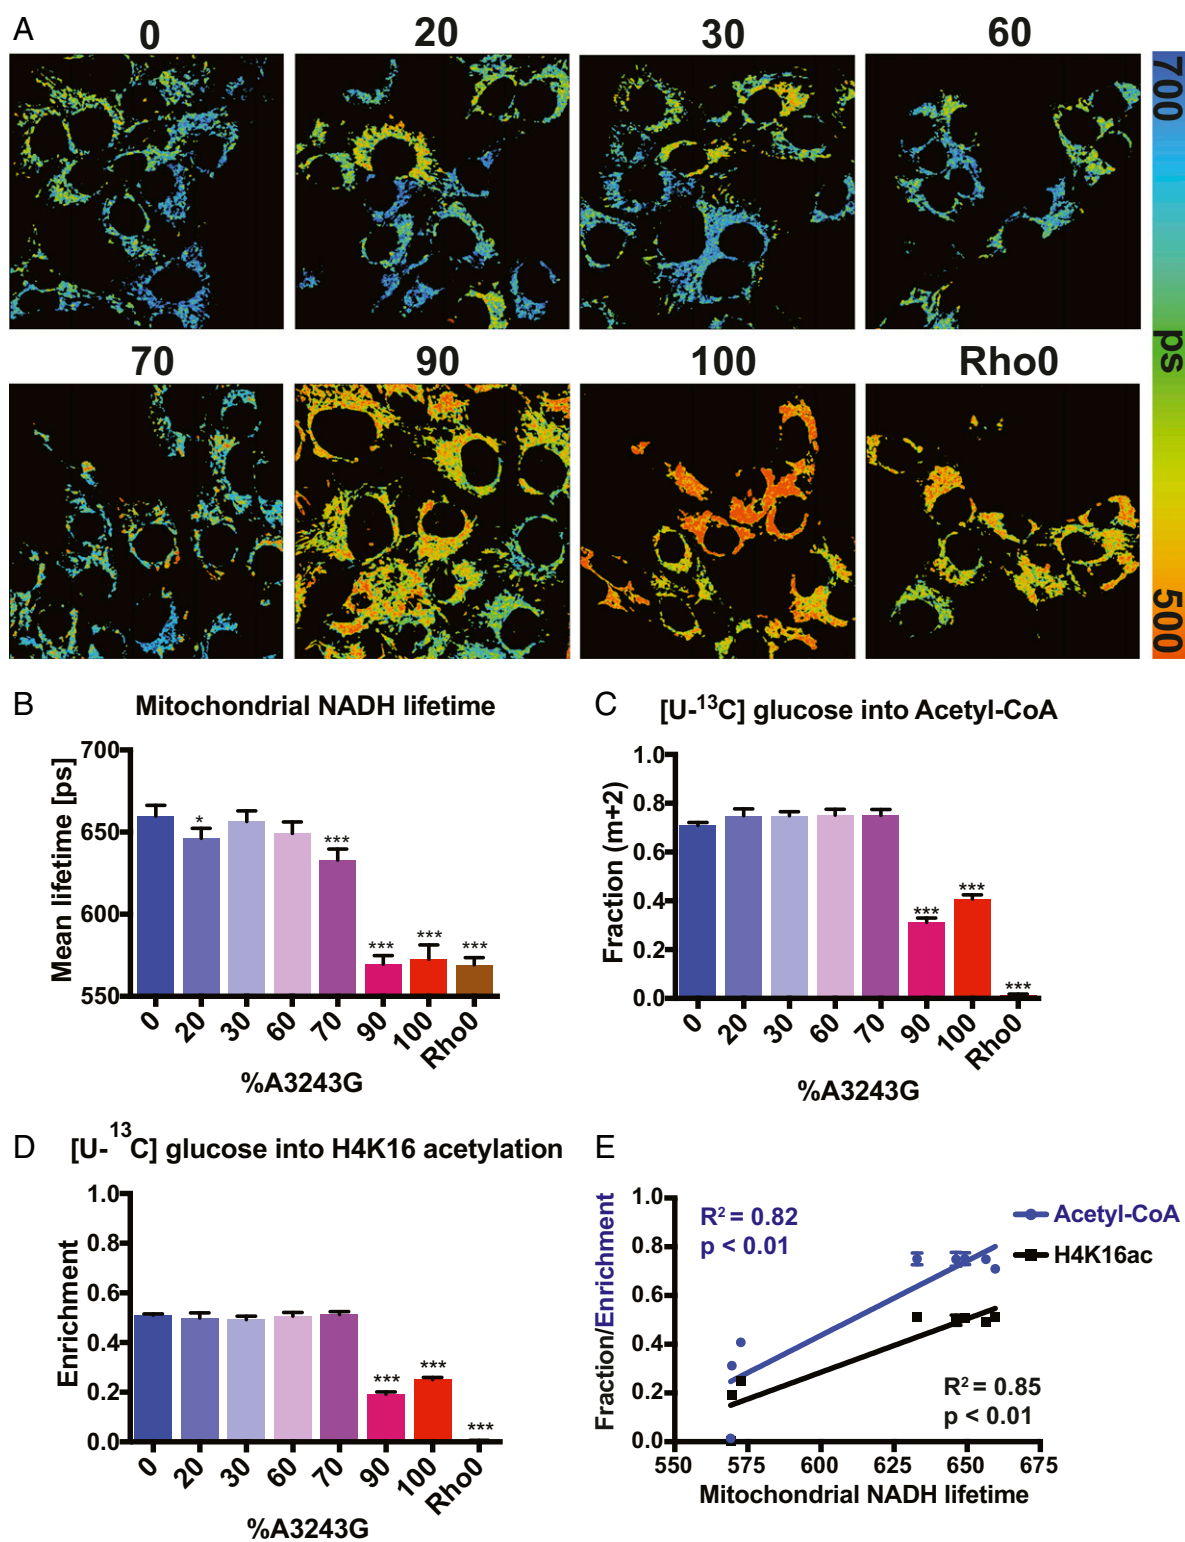 A
0 20 30 60
700
ps
500
70 90 100 Rho0
B Mitochondrial NADH lifetime
Mean lifetime [ps]
700
650
600
550
*
***
***
***
***
0 20 30 60 70 90 100 Rho0
%A3243G
C [U-¹³C] glucose into Acetyl-CoA
Fraction (m+2)
1.0
0.8
0.6
0.4
0.2
0.0
***
***
***
0 20 30 60 70 90 100 Rho0
%A3243G
D [U-¹³C] glucose into H4K16 acetylation
Enrichment
1.0
0.8
0.6
0.4
0.2
0.0
***
***
***
0 20 30 60 70 90 100 Rho0
%A3243G
E
Fraction/Enrichment
1.0
0.8
0.6
0.4
0.2
0.0
R² = 0.82
p < 0.01
Acetyl-CoA
H4K16ac
R² = 0.85
p < 0.01
550 575 600 625 650 675
Mitochondrial NADH lifetime